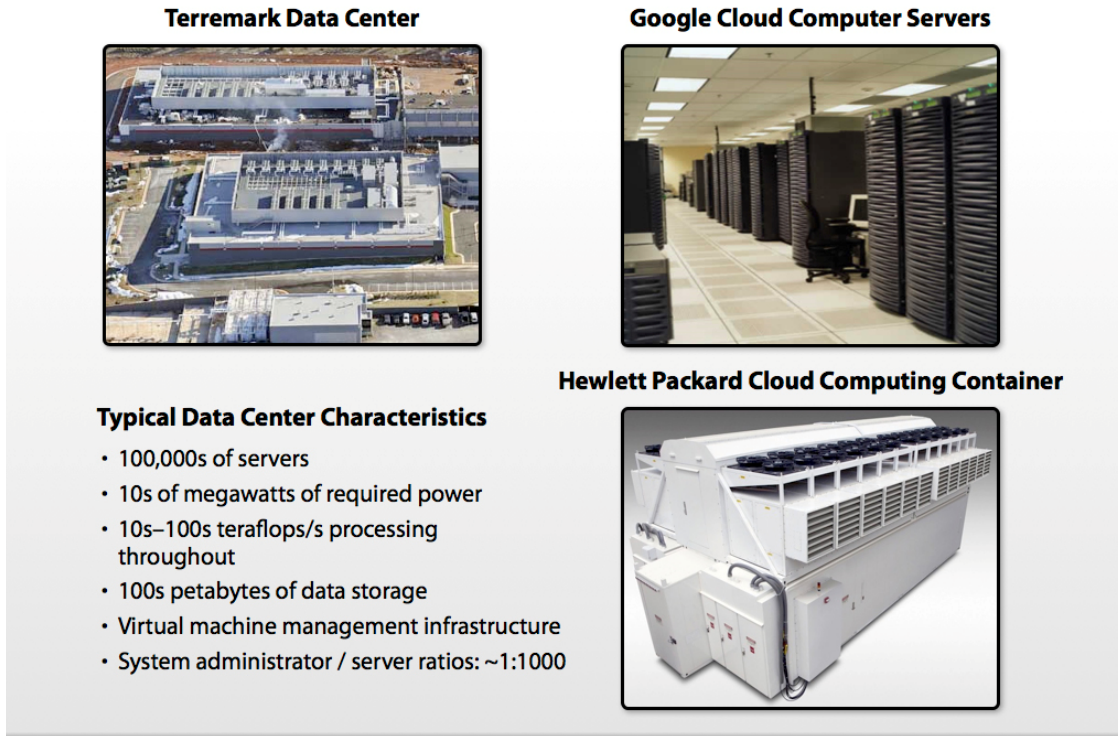 Terremark Data Center
Google Cloud Computer Servers
Hewlett Packard Cloud Computing Container
Typical Data Center Characteristics
• 100,000s of servers
• 10s of megawatts of required power
• 10s–100s teraflops/s processing
throughout
• 100s petabytes of data storage
• Virtual machine management infrastructure
• System administrator / server ratios: ~1:1000